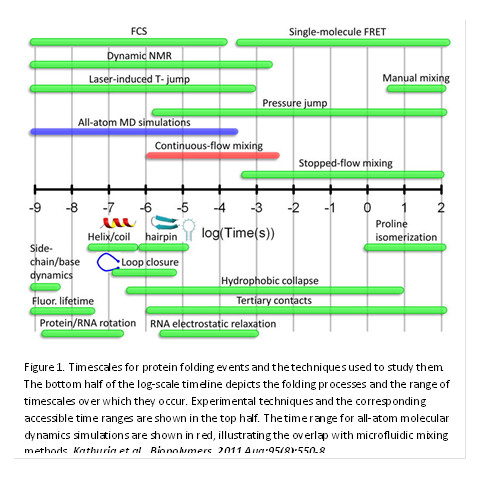 FCS
Single-molecule FRET
Dynamic NMR
Laser-induced T- jump
Manual mixing
Pressure jump
All-atom MD simulations
Continuous-flow mixing
Stopped-flow mixing
-9 -8 -7 -6 -5 -4 -3 -2 -1 0 1 2
log(Time(s))
Helix/coil
hairpin
Proline
isomerization
Side-
chain/base
dynamics
Loop closure
Hydrophobic collapse
Fluor. lifetime
Tertiary contacts
Protein/RNA rotation
RNA electrostatic relaxation
Figure 1. Timescales for protein folding events and the techniques used to study them.
The bottom half of the log-scale timeline depicts the folding processes and the range of
timescales over which they occur. Experimental techniques and the corresponding
accessible time ranges are shown in the top half. The time range for all-atom molecular
dynamics simulations are shown in red, illustrating the overlap with microfluidic mixing
methods. Kathuria et al., Biopolymers. 2011 Aug;95(8):550-8